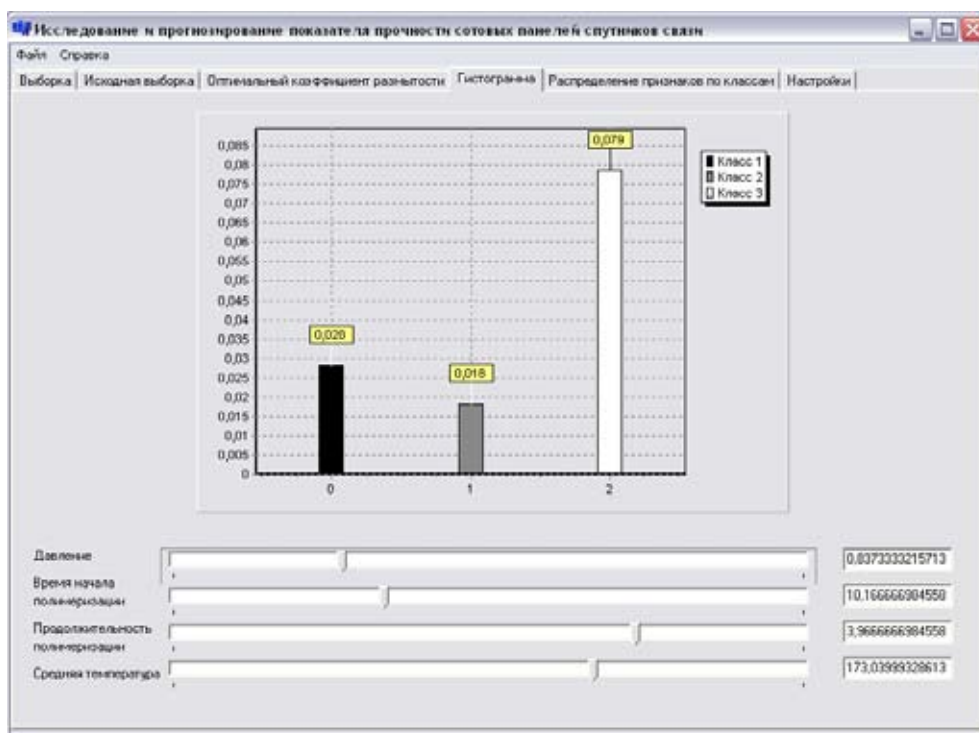 Исследование и прогнозирование показателя прочности сотовых панелей спутников связи
Файл Справка
Выборка Исходная выборка Оптимальный коэффициент размытости Гистограмма Распределение признаков по классам Настройки
0,085
0,08
0,075
0,07
0,065
0,06
0,055
0,05
0,045
0,04
0,035
0,03
0,025
0,02
0,015
0,01
0,005
0
0,028
0,018
0,079
0 1 2
Класс 1
Класс 2
Класс 3
Давление 0,8373333215713
Время начала
полимеризации 10,166666984558
Продолжительность
полимеризации 3,9666666984558
Средняя температура 173,03999328613